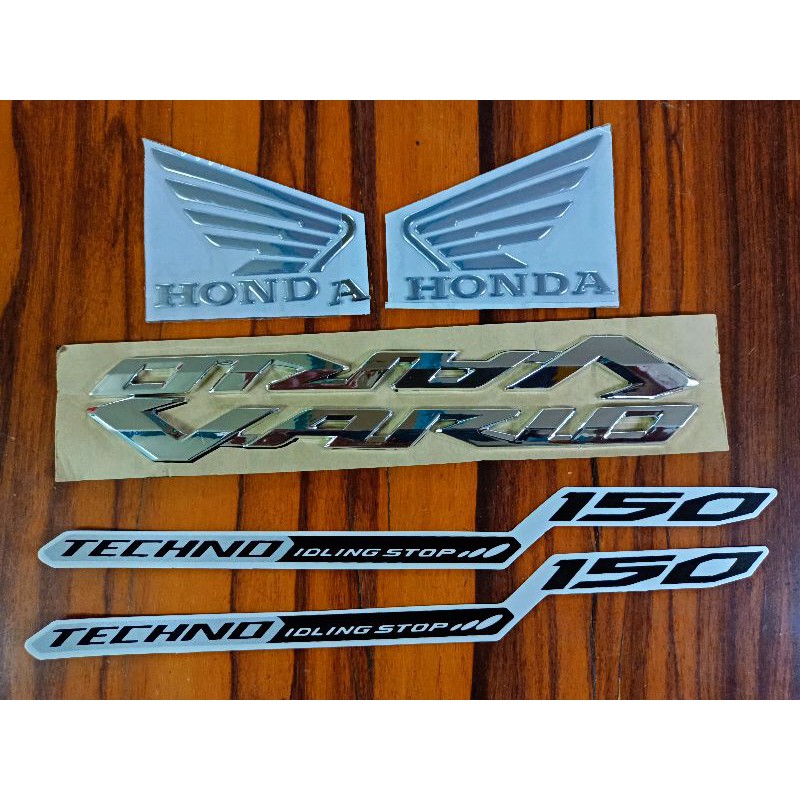 HONDA
HONDA
VARIO
VARIO
TECHNO IDLING STOP 150
TECHNO IDLING STOP 150